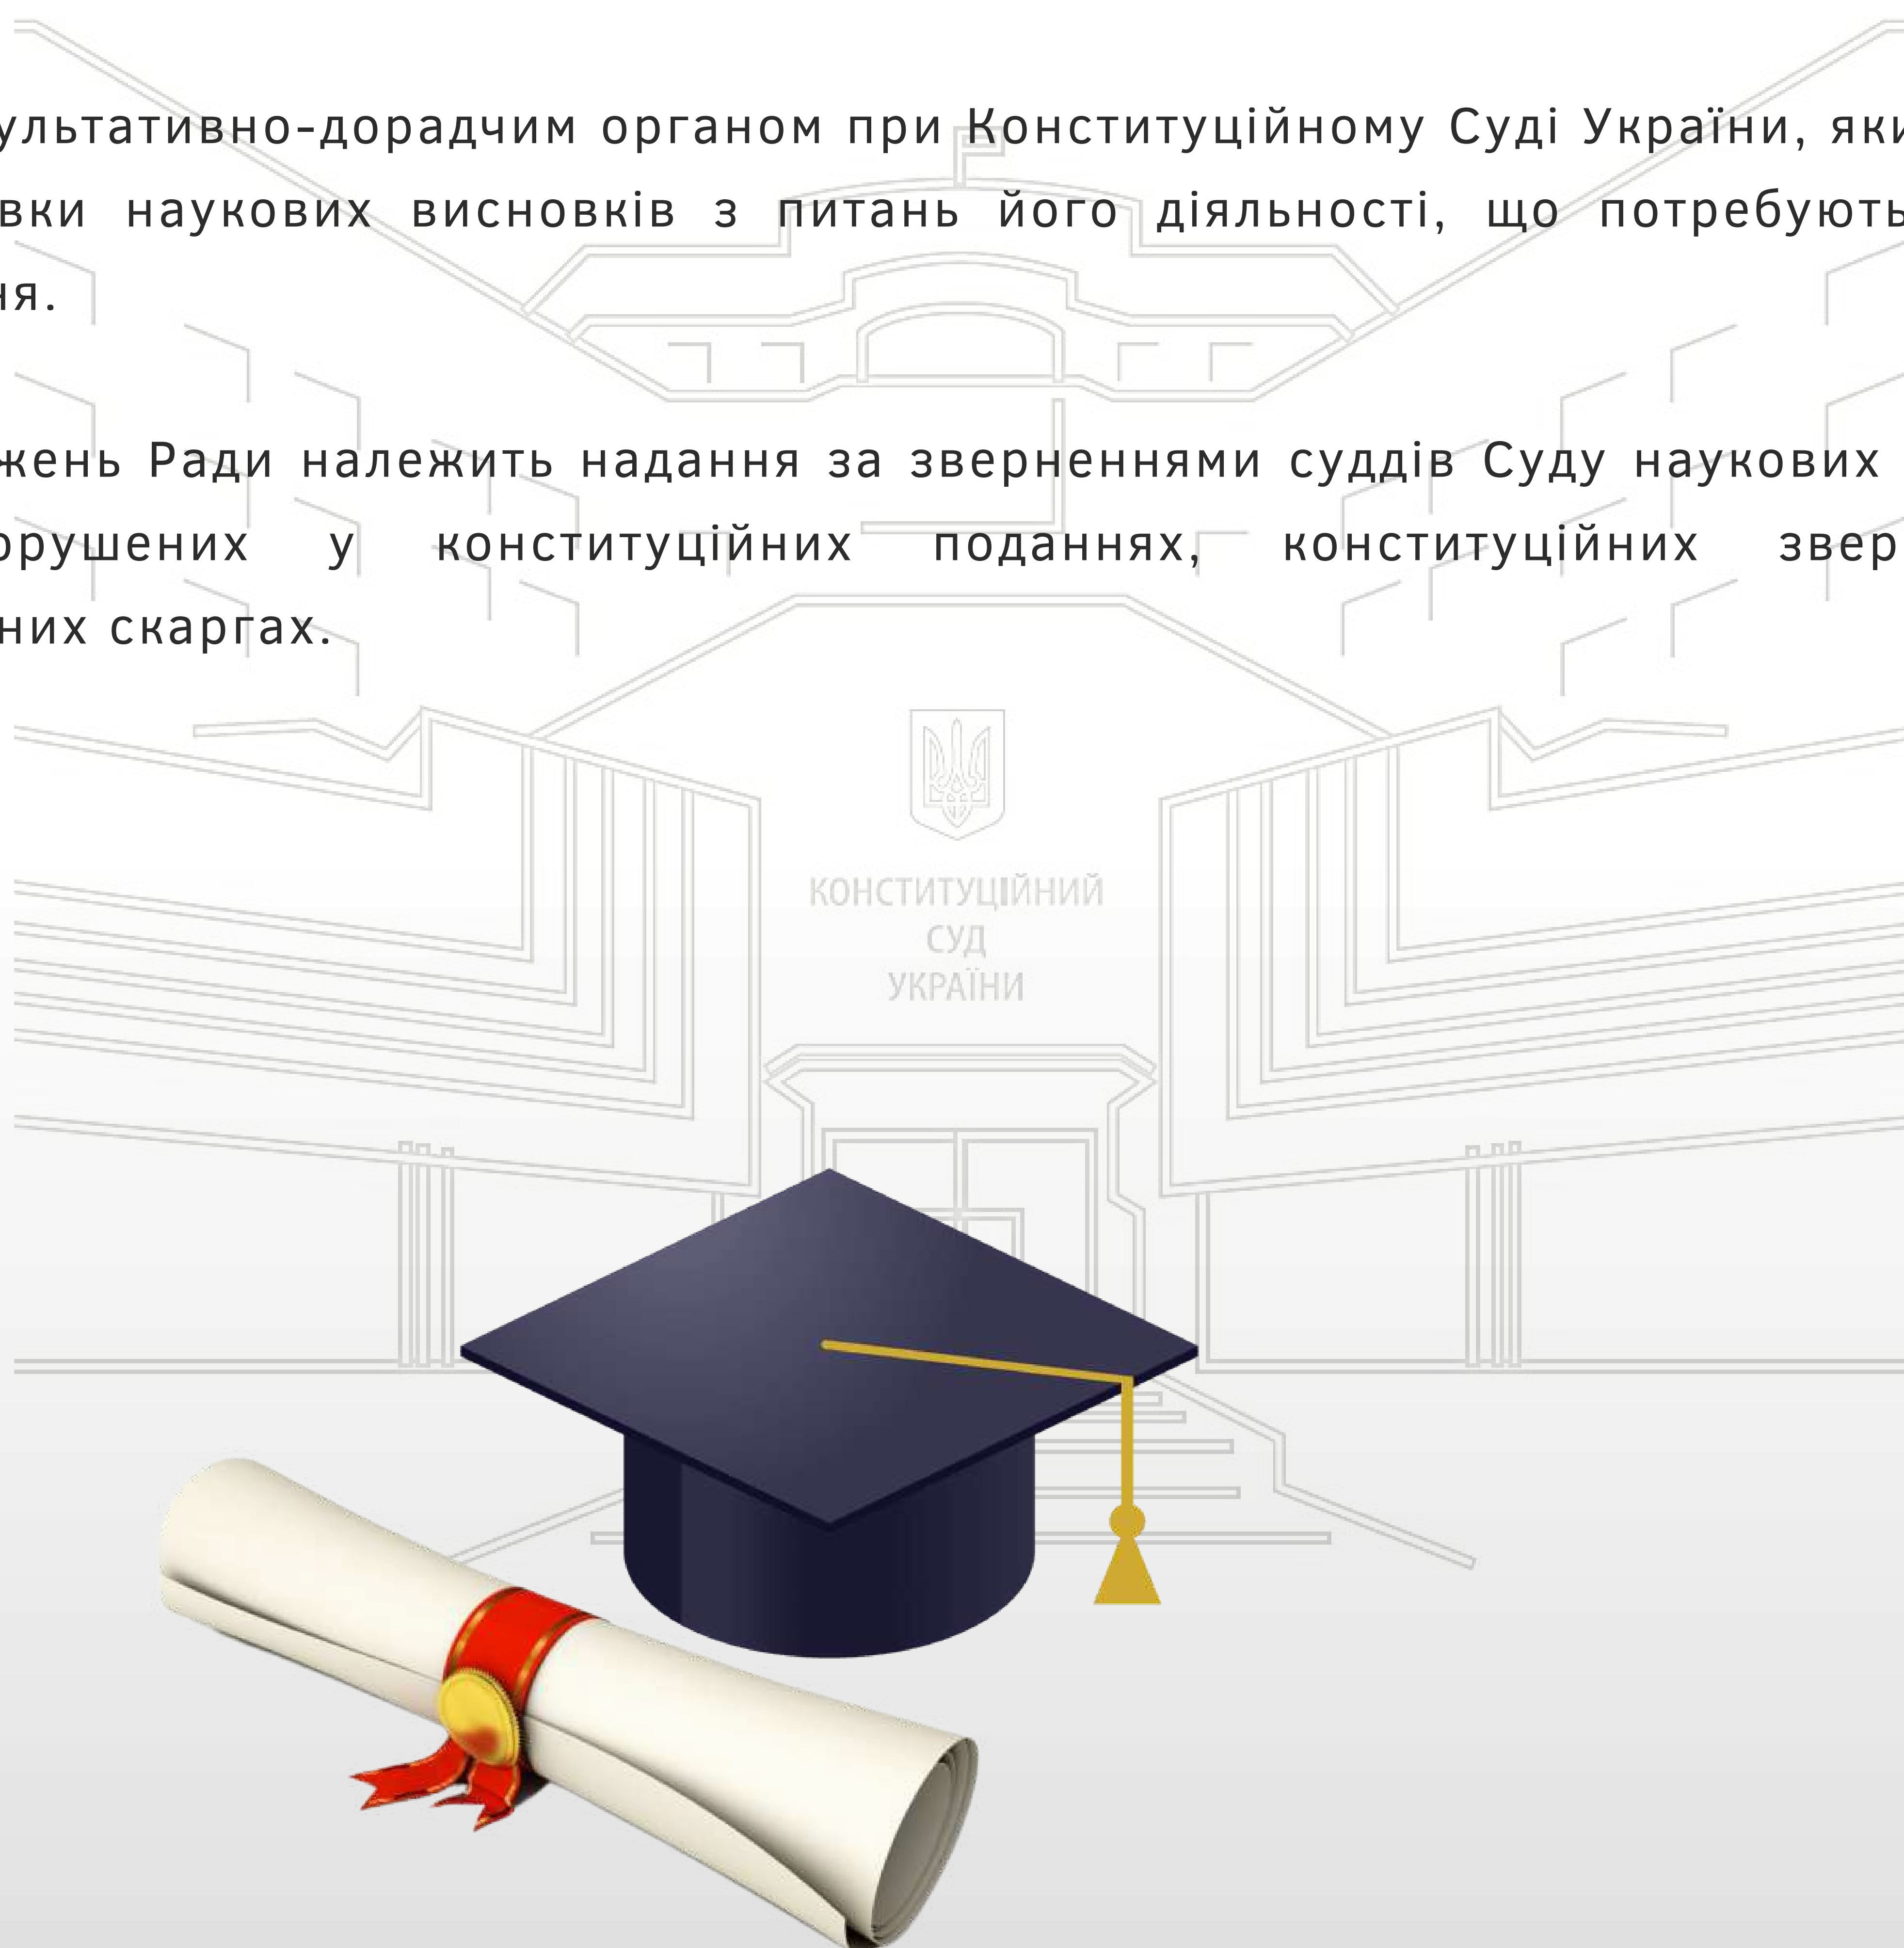 ультативно-дорадчим органом при Конституційному Суді України, яки
вки наукових висновків з питань його діяльності, що потребують
ня.
жень Ради належить надання за зверненнями суддів Суду наукових
орушених у конституційних поданнях, конституційних звер
них скаргах.
КОНСТИТУЦІЙНИЙ
СУД
УКРАЇНИ